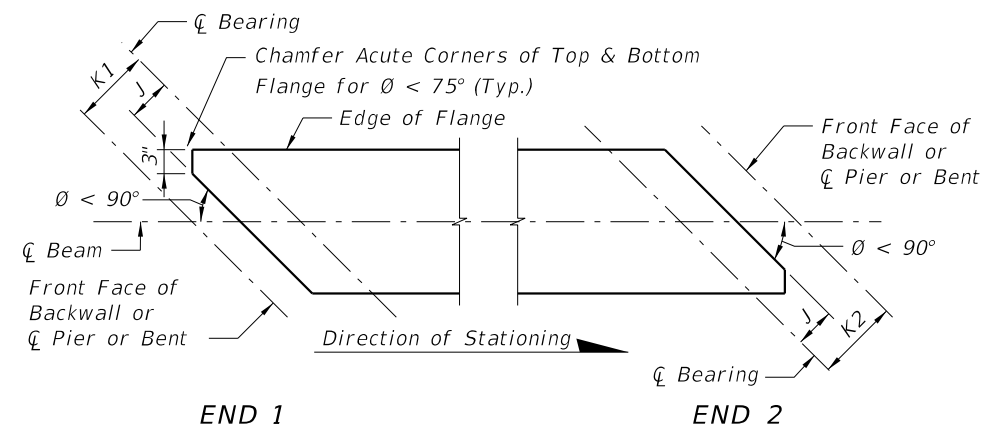 ℄ Bearing
Chamfer Acute Corners of Top & Bottom
Flange for Ø < 75° (Typ.)
K1
J
Edge of Flange
Front Face of
Backwall or
℄ Pier or Bent
3"
Ø < 90°
℄ Beam
Ø < 90°
Front Face of
Backwall or
℄ Pier or Bent
Direction of Stationing
J
K2
℄ Bearing
END 1
END 2